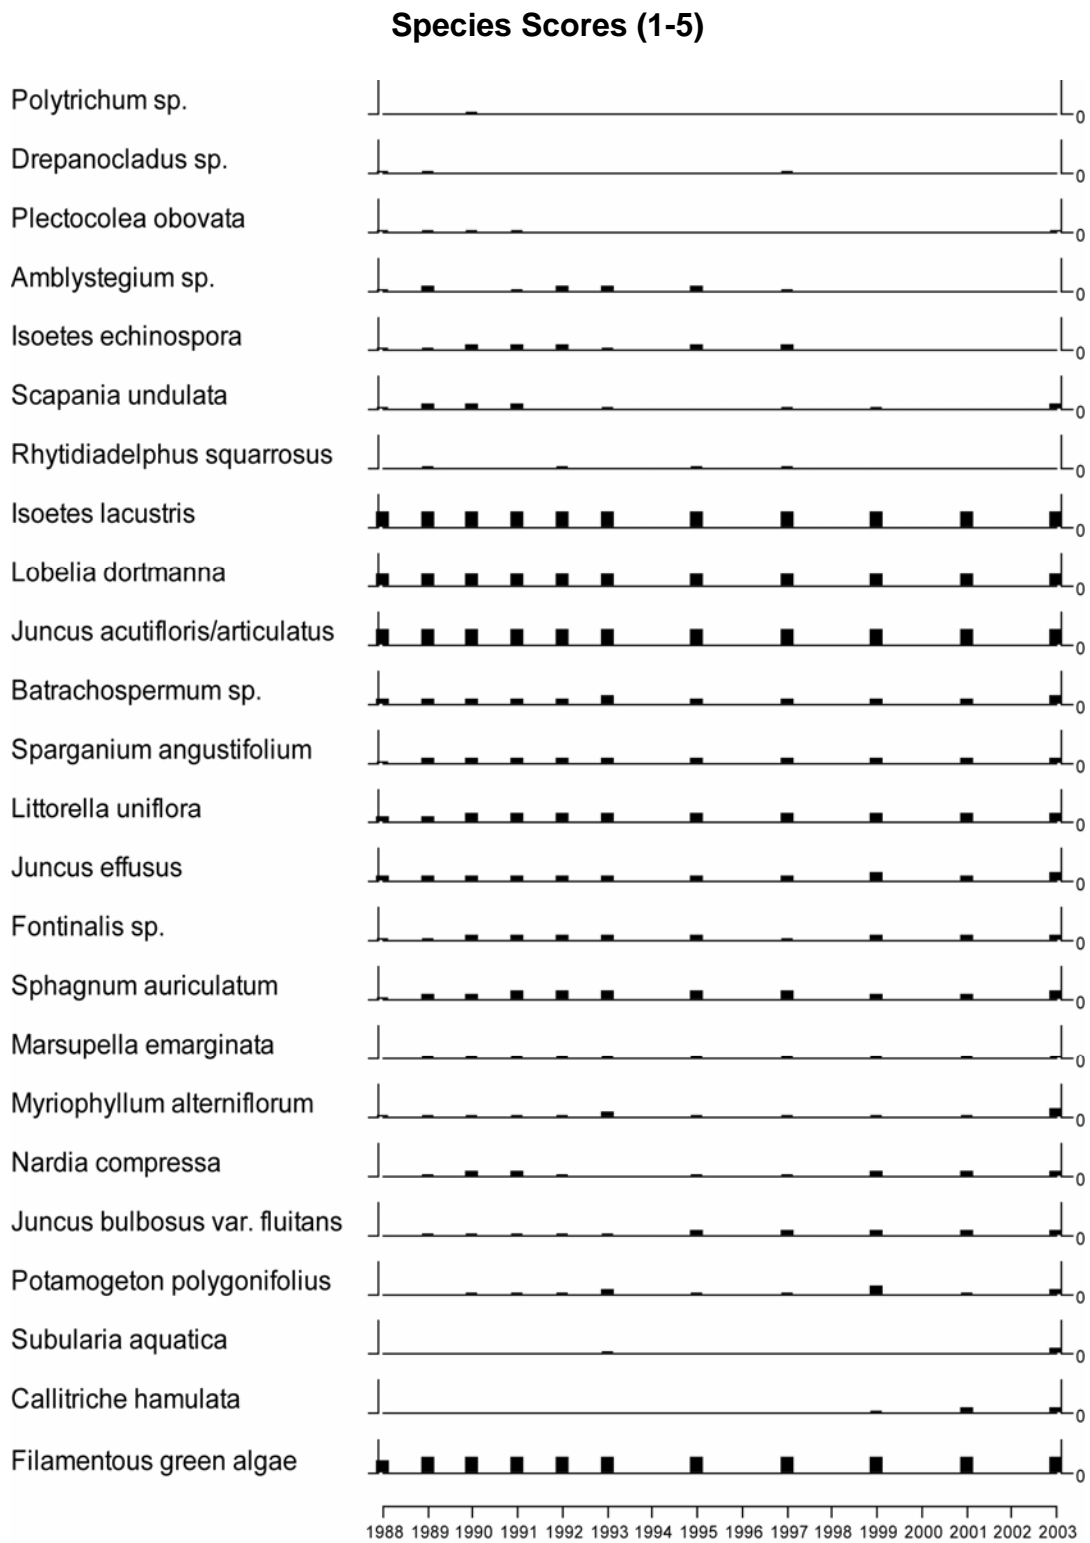 Species Scores (1-5)
Polytrichum sp. 0
Drepanocladus sp. 0
Plectocolea obovata 0
Amblystegium sp. 0
Isoetes echinospora 0
Scapania undulata 0
Rhytidiadelphus squarrosus 0
Isoetes lacustris 0
Lobelia dortmanna 0
Juncus acutifloris/articulatus 0
Batrachospermum sp. 0
Sparganium angustifolium 0
Littorella uniflora 0
Juncus effusus 0
Fontinalis sp. 0
Sphagnum auriculatum 0
Marsupella emarginata 0
Myriophyllum alterniflorum 0
Nardia compressa 0
Juncus bulbosus var. fluitans 0
Potamogeton polygonifolius 0
Subularia aquatica 0
Callitriche hamulata 0
Filamentous green algae 0
1988 1989 1990 1991 1992 1993 1994 1995 1996 1997 1998 1999 2000 2001 2002 2003